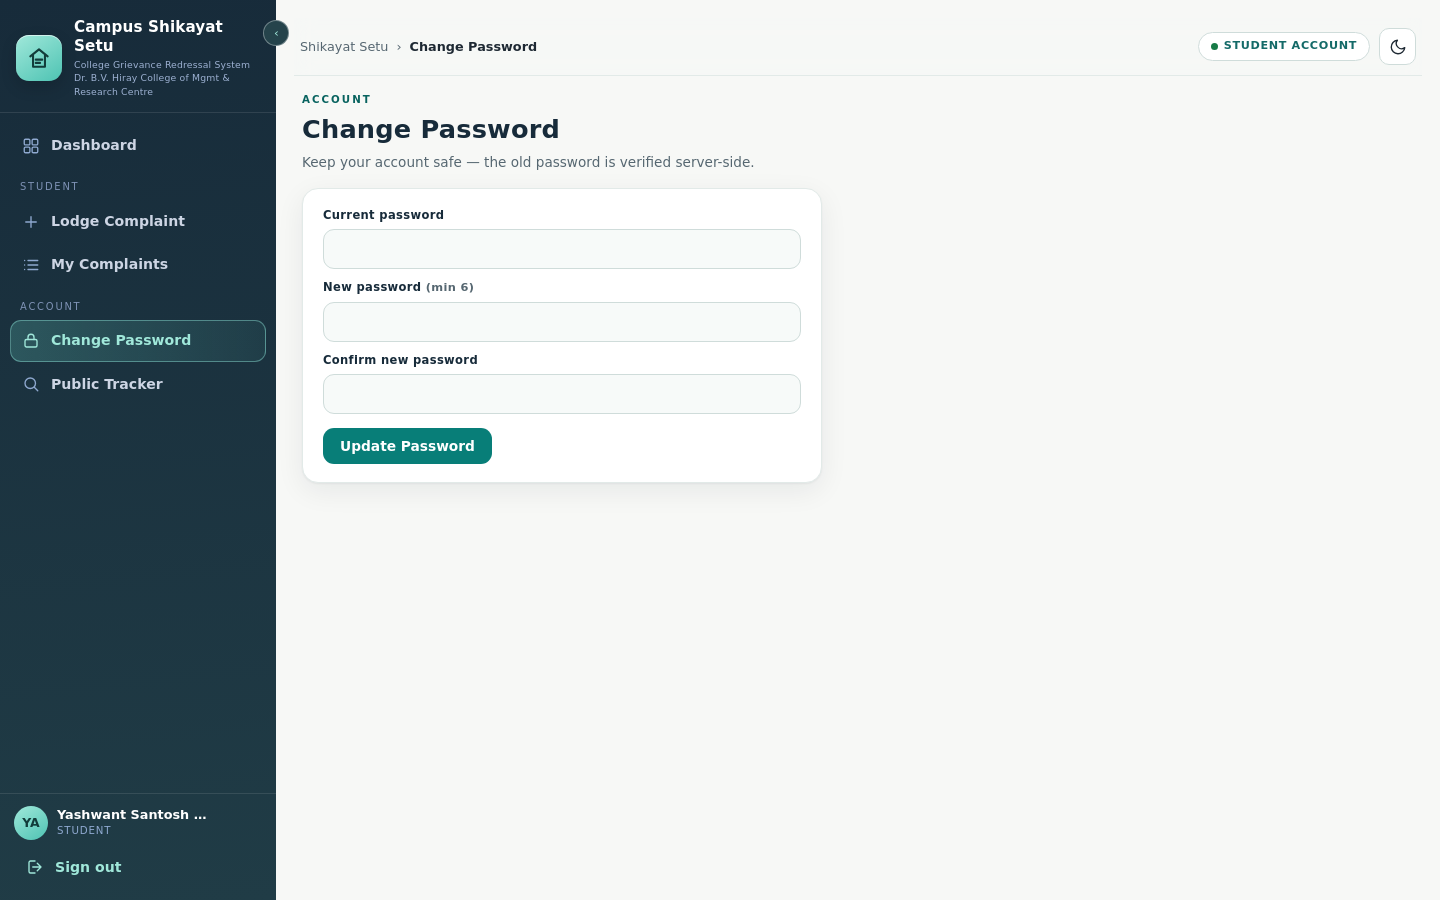 Campus Shikayat
Setu
College Grievance Redressal System
Dr. B.V. Hiray College of Mgmt &
Research Centre
Dashboard
STUDENT
Lodge Complaint
My Complaints
ACCOUNT
Change Password
Public Tracker
Yashwant Santosh ...
YA
STUDENT
Sign out
‹
Shikayat Setu › Change Password
STUDENT ACCOUNT
ACCOUNT
Change Password
Keep your account safe — the old password is verified server-side.
Current password
New password (min 6)
Confirm new password
Update Password